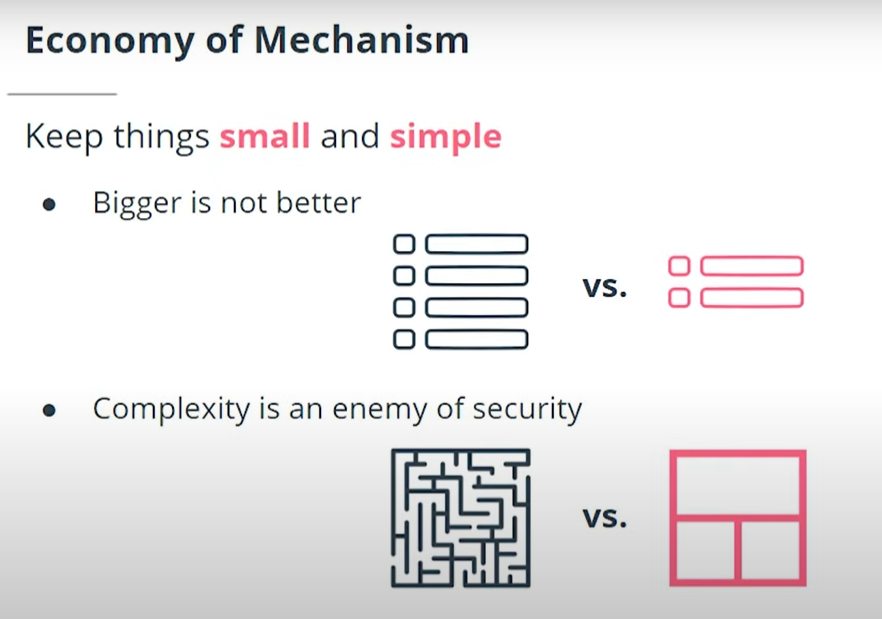 Economy of Mechanism
Keep things small and simple
● Bigger is not better
vs.
● Complexity is an enemy of security
vs.